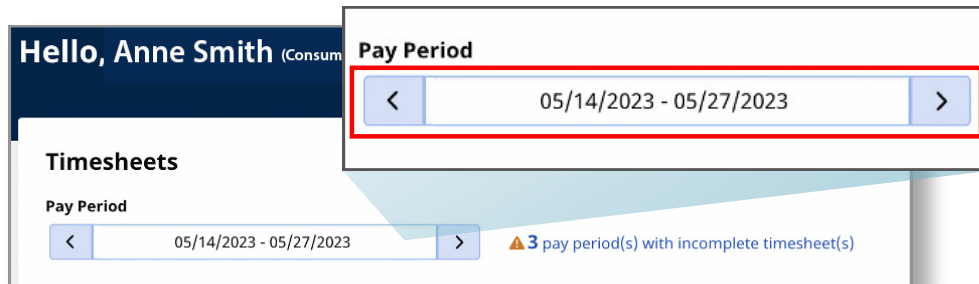 Hello, Anne Smith (Consum
Pay Period
05/14/2023 - 05/27/2023
Timesheets
Pay Period
05/14/2023 - 05/27/2023
3 pay period(s) with incomplete timesheet(s)